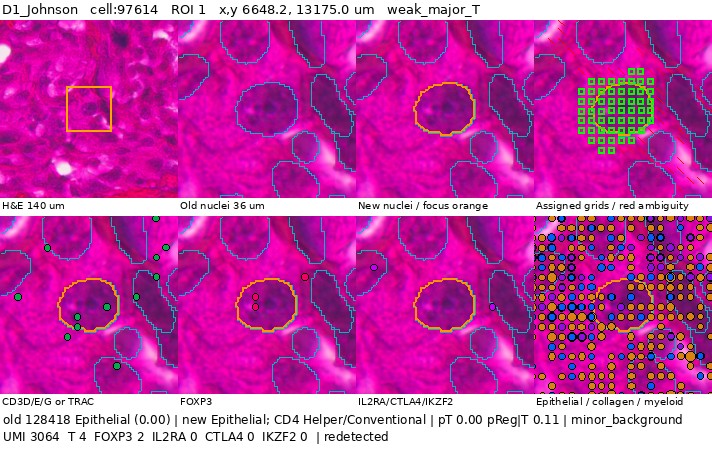 D1_Johnson cell:97614 ROI 1 x,y 6648.2, 13175.0 um weak_major_T
H&E 140 um
Old nuclei 36 um
New nuclei / focus orange
Assigned grids / red ambiguity
CD3D/E/G or TRAC
FOXP3
IL2RA/CTLA4/IKZF2
Epithelial / collagen / myeloid
old 128418 Epithelial (0.00) | new Epithelial; CD4 Helper/Conventional | pT 0.00 pReg|T 0.11 | minor_background
UMI 3064 T 4 FOXP3 2 IL2RA 0 CTLA4 0 IKZF2 0 | redetected